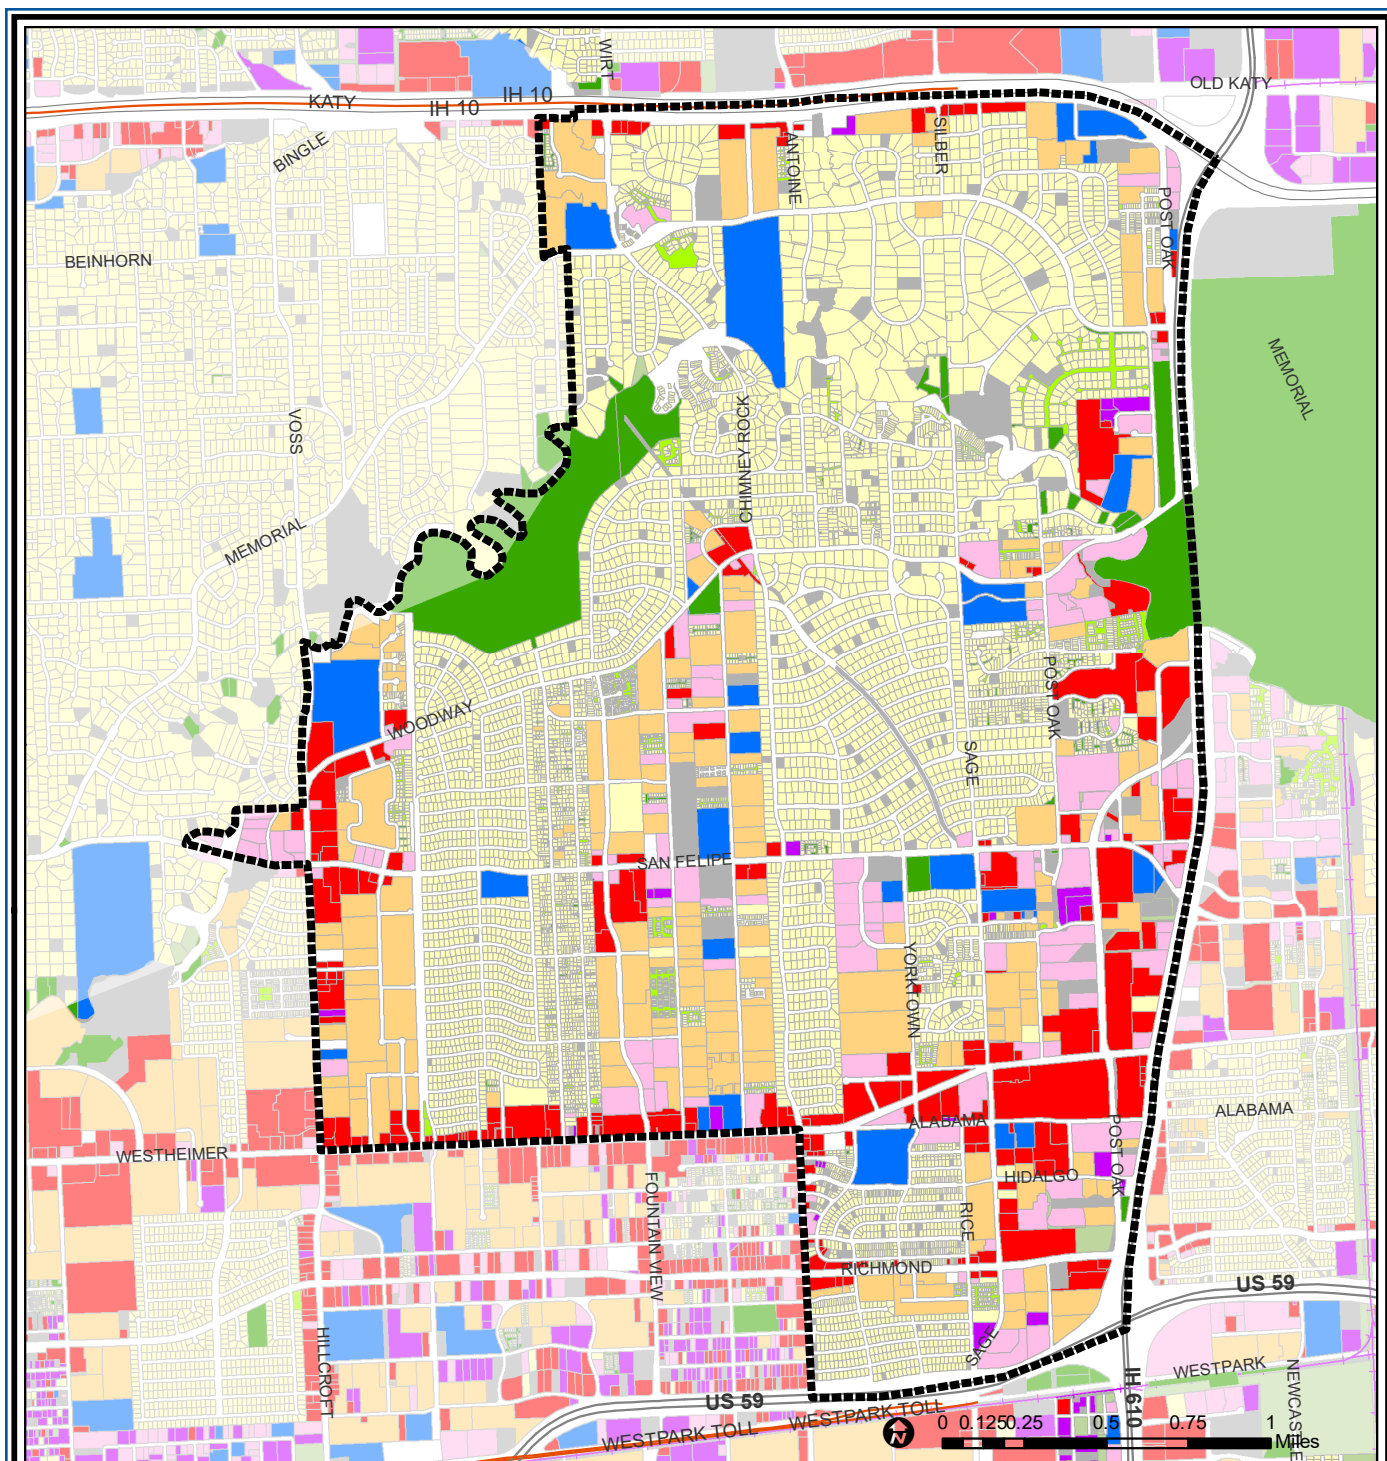 WIRT
OLD KATY
KATY
IH 10
IH 10
BINGLE
ANTOINE
SILBER
POST OAK
BEINHORN
MEMORIAL
VOSS
CHIMNEY ROCK
MEMORIAL
POST OAK
WOODWAY
SAGE
SAN FELIPE
YORKTOWN
ALABAMA
ALABAMA
WESTHEIMER
POST OAK
HIDALGO
FOUNTAIN VIEW
RICE
RICHMOND
US 59
HILLCROFT
SAGE
WESTPARK
NEWCASTLE
IH 610
US 59
WESTPARK TOLL
WESTPARK TOLL
N
0 0.125 0.25 0.5 0.75 1
Miles